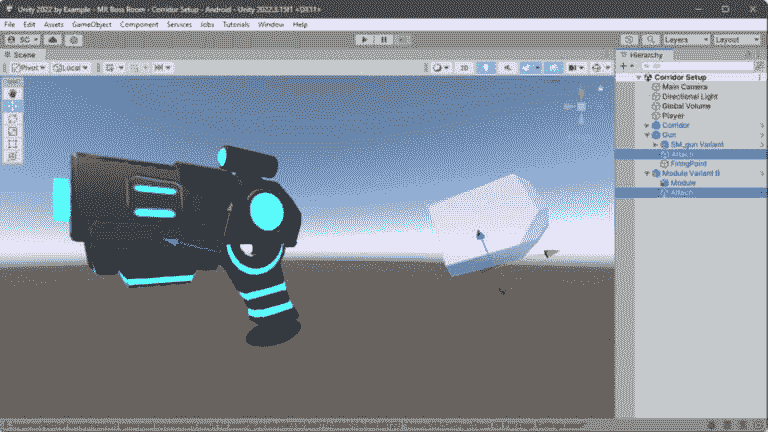 Unity 2022 by Example - MR Boss Room - Corridor Setup - Android - Unity 2022.3.15f1 <DX11>
File Edit Assets GameObject Component Services Jobs Tutorials Window Help
SG Layers Layout
Scene Hierarchy
Pivot Local 2D
Corridor Setup
Main Camera
Directional Light
Global Volume
Player
Corridor
Gun
SM_gun Variant
Attach
FiringPoint
Module Variant B
Module
Attach